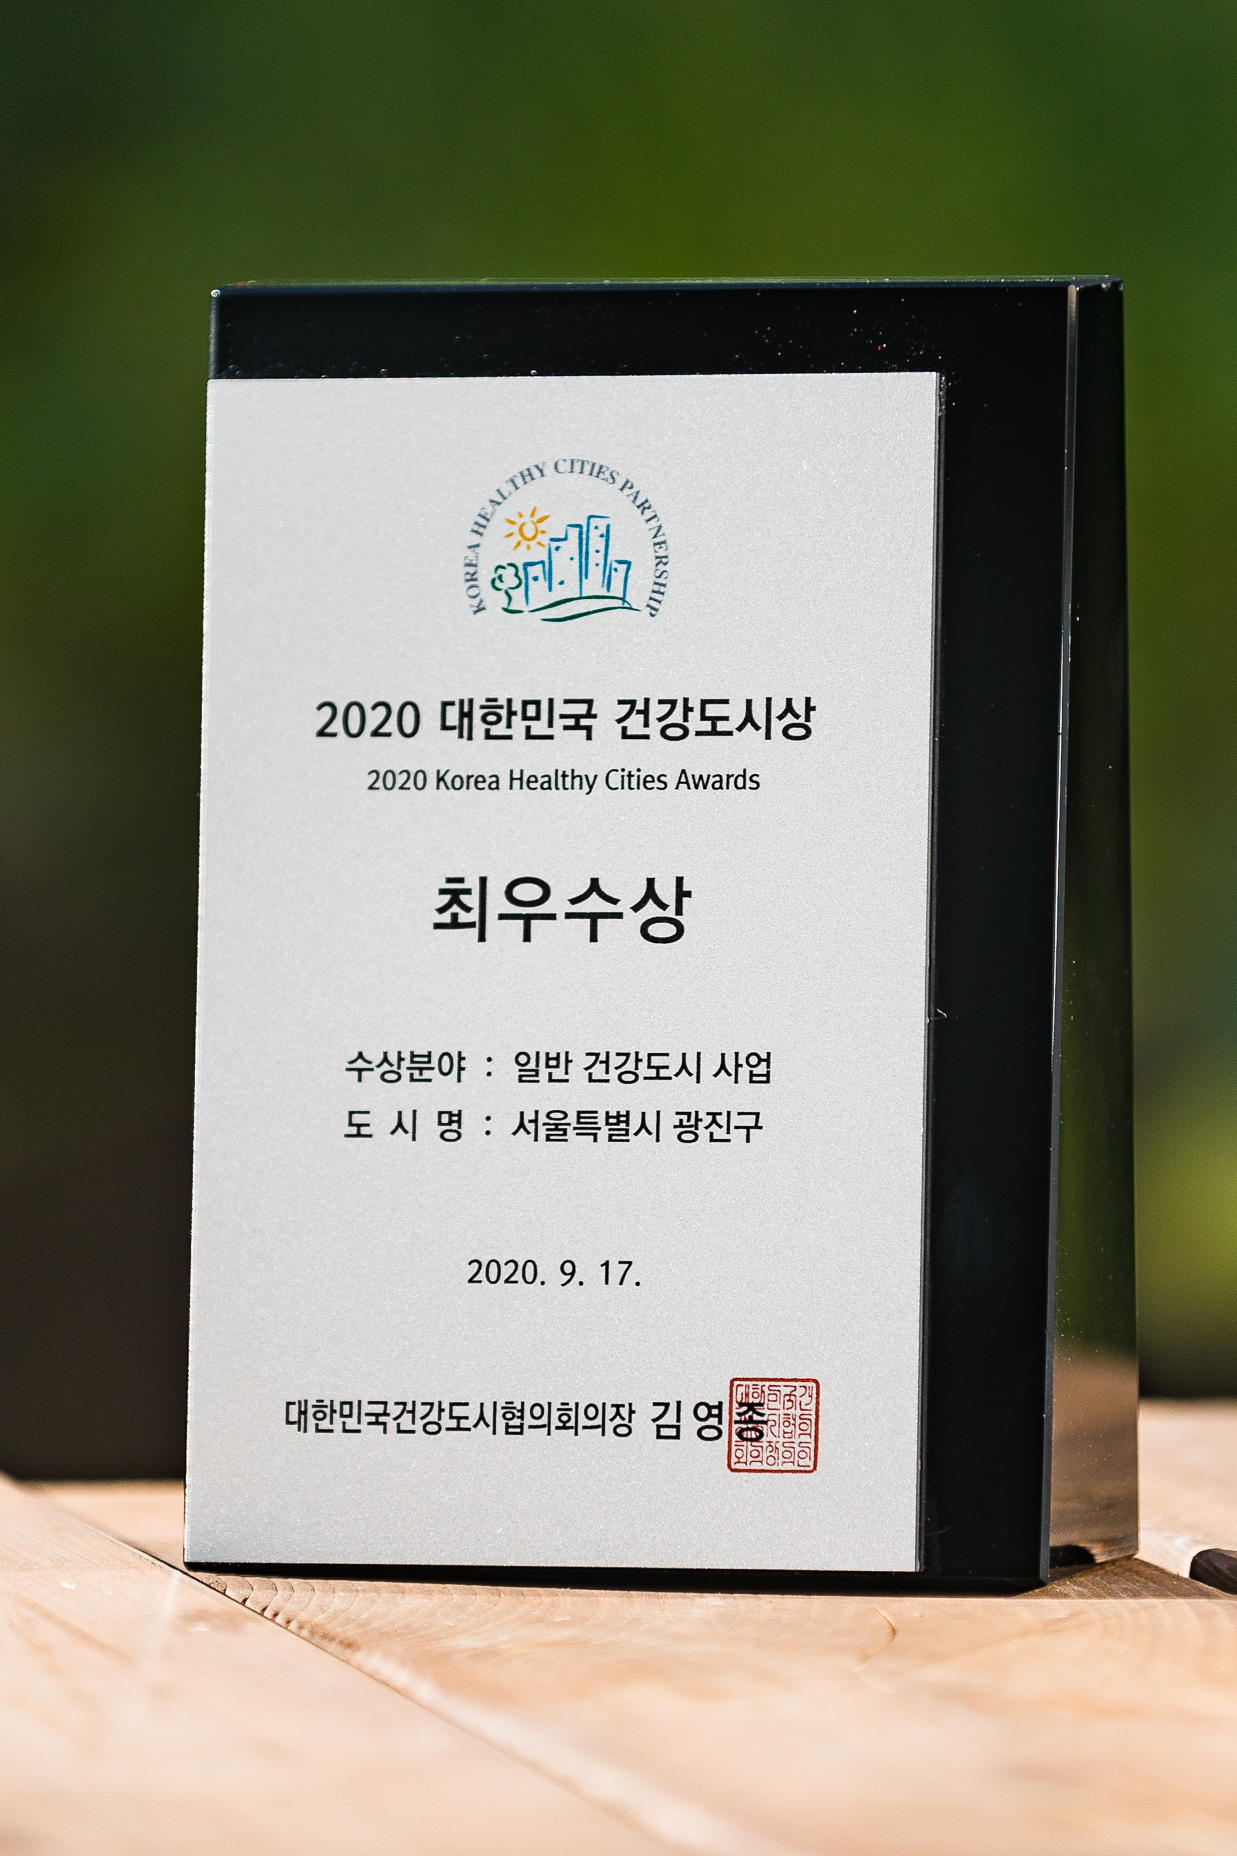 KOREA HEALTHY CITIES PARTNERSHIP
2020 대한민국 건강도시상
2020 Korea Healthy Cities Awards
최우수상
수상분야 : 일반 건강도시 사업
도 시 명 : 서울특별시 광진구
2020. 9. 17.
대한민국건강도시협의회의장 김영종